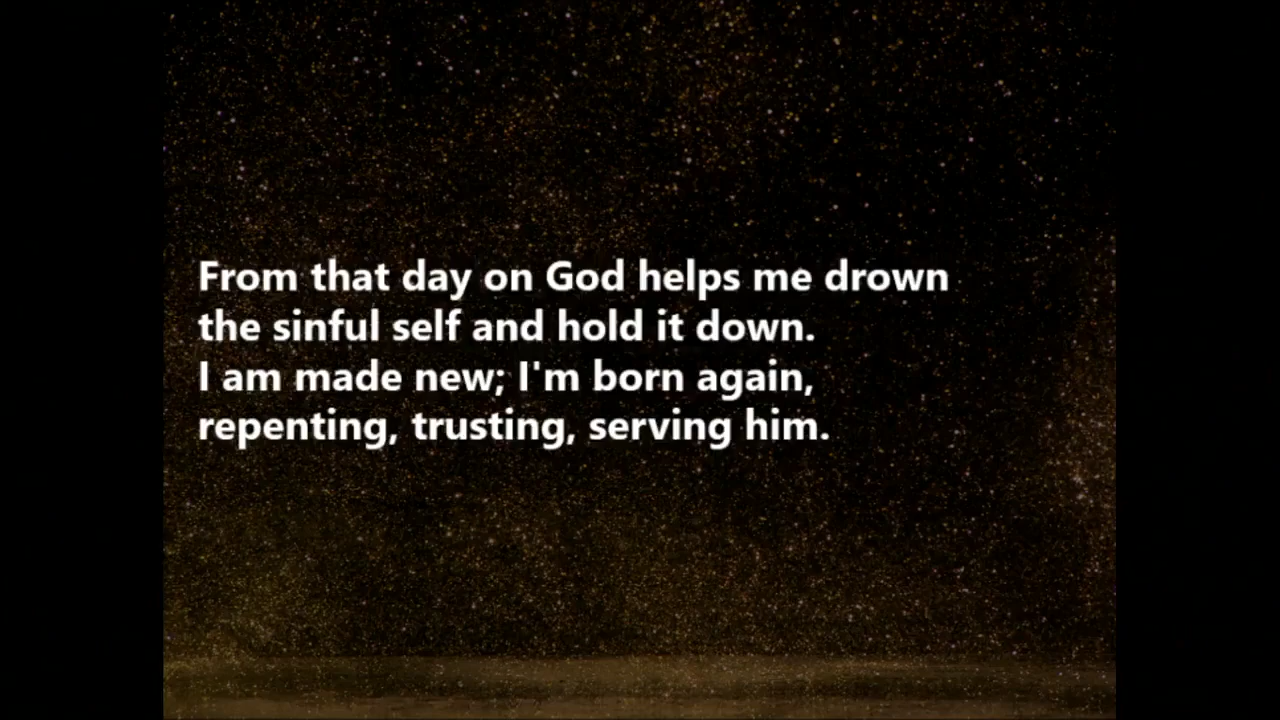 From that day on God helps me drown
the sinful self and hold it down.
I am made new; I'm born again,
repenting, trusting, serving him.